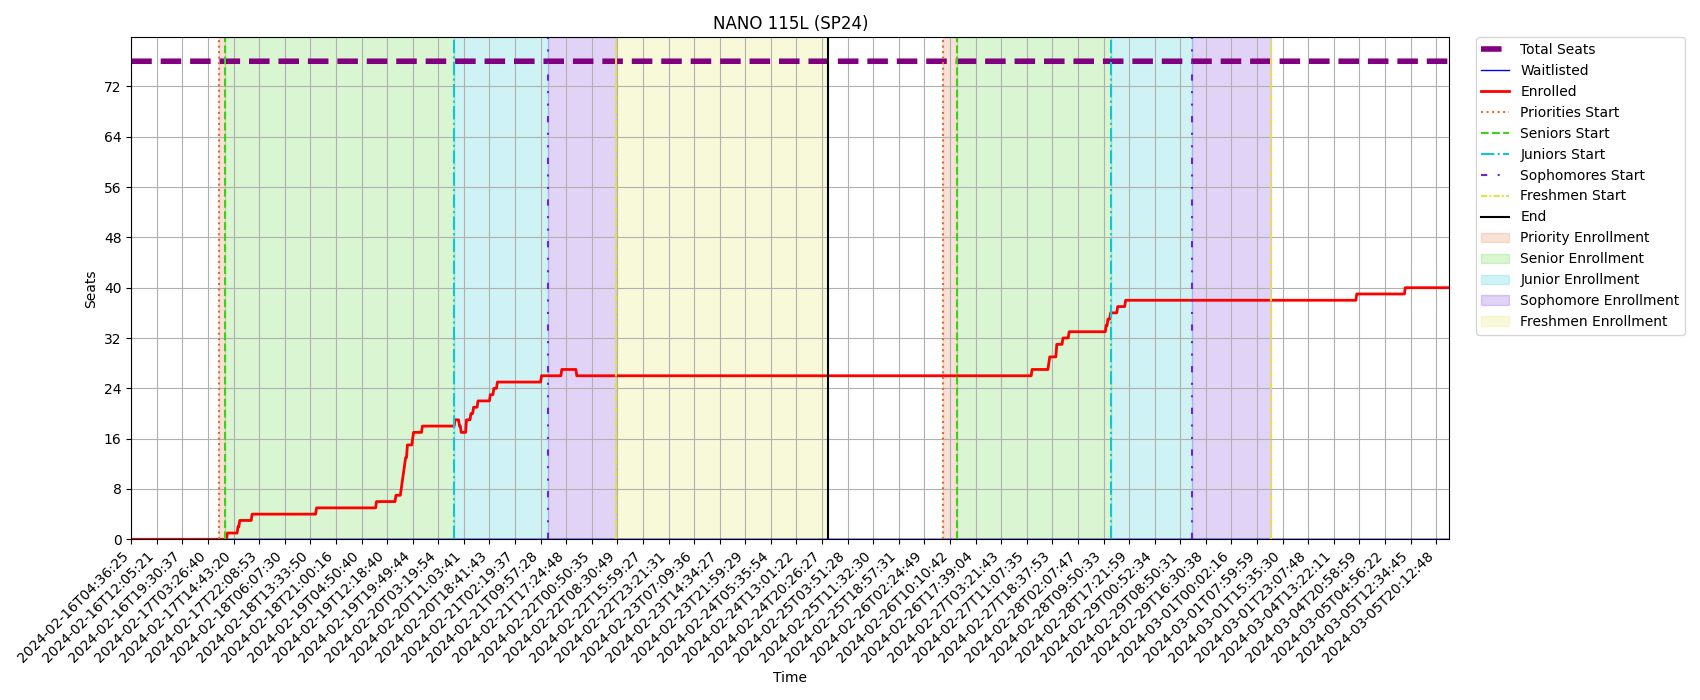 NANO 115L (SP24)
Seats
72
64
56
48
40
32
24
16
8
0
2024-02-16T04:36:25
2024-02-16T12:05:21
2024-02-16T19:30:37
2024-02-17T03:26:40
2024-02-17T14:43:20
2024-02-17T22:08:53
2024-02-18T06:07:30
2024-02-18T13:33:50
2024-02-18T21:00:16
2024-02-19T04:50:40
2024-02-19T12:18:40
2024-02-19T19:49:44
2024-02-20T03:19:54
2024-02-20T11:03:41
2024-02-20T18:41:43
2024-02-21T02:19:37
2024-02-21T09:57:28
2024-02-21T17:24:48
2024-02-22T00:50:35
2024-02-22T08:30:49
2024-02-22T15:59:27
2024-02-22T23:21:31
2024-02-23T07:09:36
2024-02-23T14:34:27
2024-02-23T21:59:29
2024-02-24T05:35:54
2024-02-24T13:01:22
2024-02-24T20:26:27
2024-02-25T03:51:28
2024-02-25T11:32:30
2024-02-25T18:57:31
2024-02-26T02:24:49
2024-02-26T10:10:42
2024-02-26T17:39:04
2024-02-27T03:21:43
2024-02-27T11:07:35
2024-02-27T18:37:53
2024-02-28T02:07:47
2024-02-28T09:50:33
2024-02-28T17:21:59
2024-02-29T00:52:34
2024-02-29T08:50:31
2024-02-29T16:30:38
2024-03-01T00:02:16
2024-03-01T07:59:59
2024-03-01T15:35:30
2024-03-01T23:07:48
2024-03-04T13:22:11
2024-03-04T20:58:59
2024-03-05T04:56:22
2024-03-05T12:34:45
2024-03-05T20:12:48
Time
Total Seats
Waitlisted
Enrolled
Priorities Start
Seniors Start
Juniors Start
Sophomores Start
Freshmen Start
End
Priority Enrollment
Senior Enrollment
Junior Enrollment
Sophomore Enrollment
Freshmen Enrollment